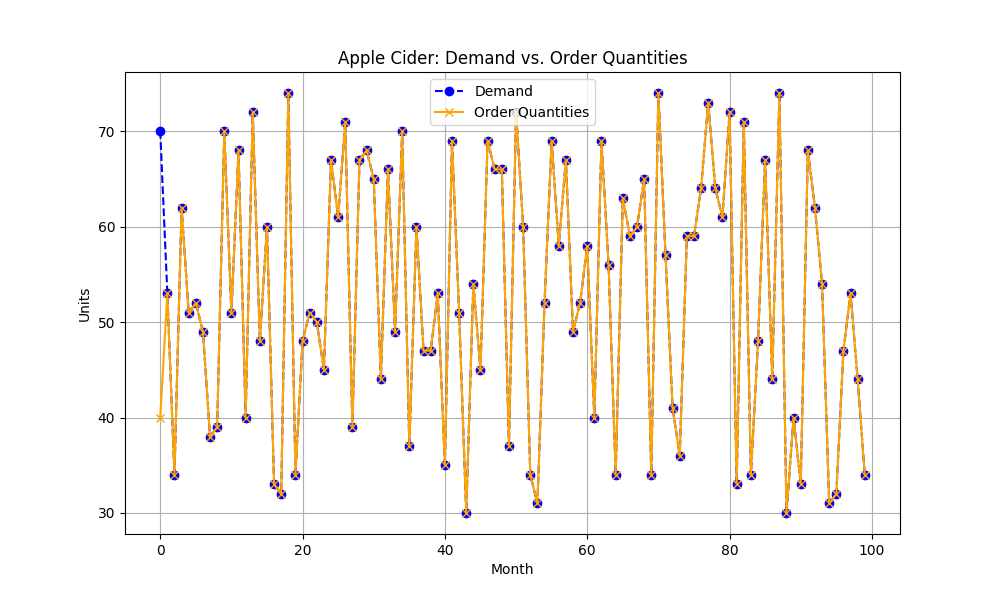 Apple Cider: Demand vs. Order Quantities
Demand
Order Quantities
Units
70
60
50
40
30
0
20
40
60
80
100
Month